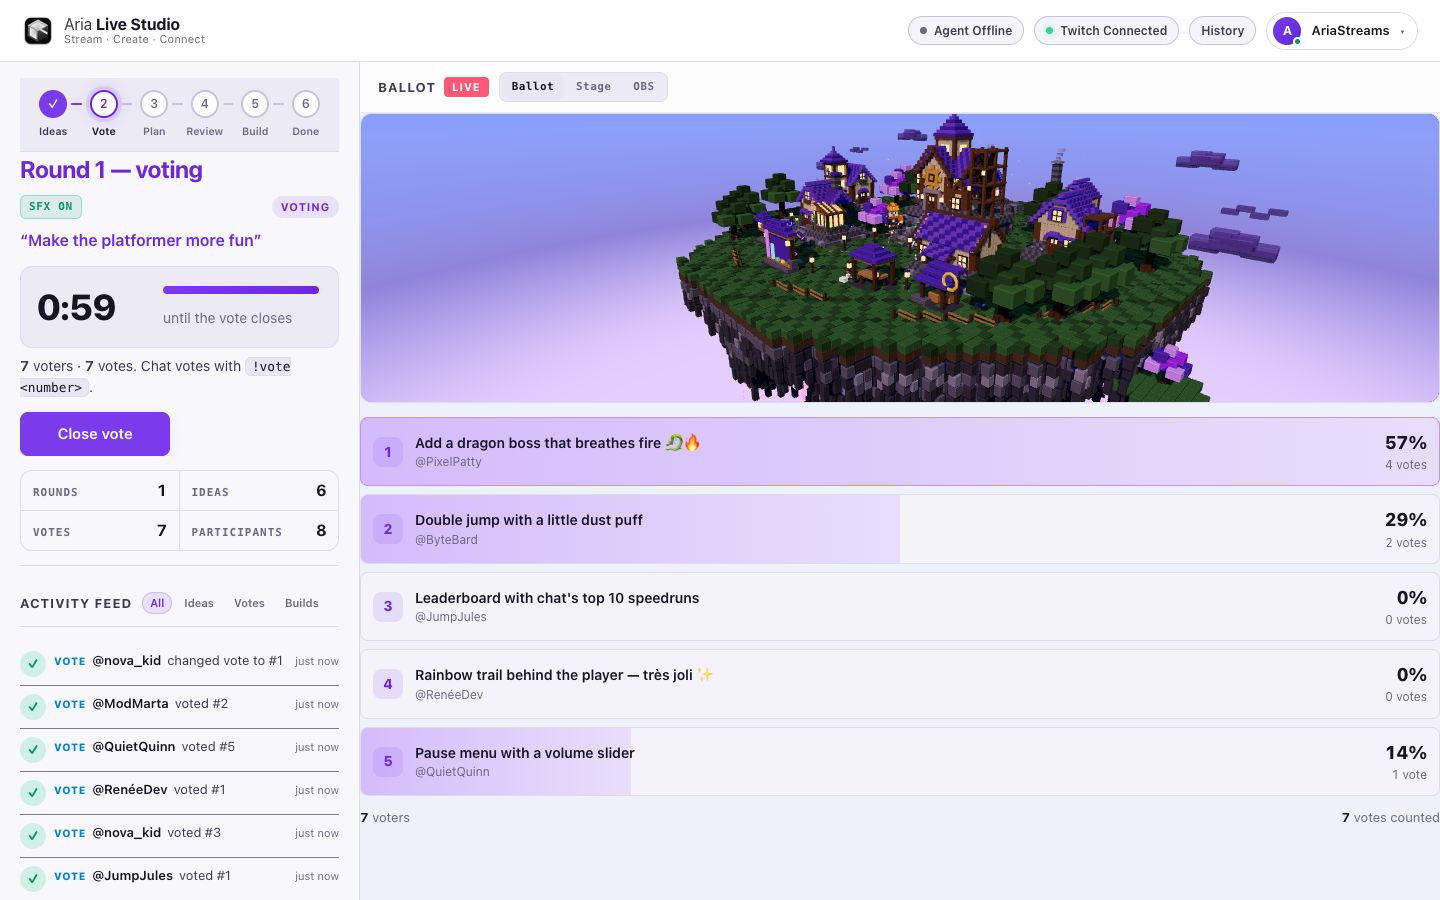 Aria Live Studio
Stream · Create · Connect
Agent Offline
Twitch Connected
History
A
AriaStreams
2
3
4
5
6
Ideas
Vote
Plan
Review
Build
Done
Round 1 — voting
SFX ON
VOTING
“Make the platformer more fun”
0:59
until the vote closes
7 voters · 7 votes. Chat votes with !vote
<number>.
Close vote
ROUNDS 1
IDEAS 6
VOTES 7
PARTICIPANTS 8
ACTIVITY FEED
All
Ideas
Votes
Builds
VOTE @nova_kid changed vote to #1 just now
VOTE @ModMarta voted #2 just now
VOTE @QuietQuinn voted #5 just now
VOTE @RenéeDev voted #1 just now
VOTE @nova_kid voted #3 just now
VOTE @JumpJules voted #1 just now
BALLOT
LIVE
Ballot
Stage
OBS
1
Add a dragon boss that breathes fire 🐉🔥
@PixelPatty
57%
4 votes
2
Double jump with a little dust puff
@ByteBard
29%
2 votes
3
Leaderboard with chat's top 10 speedruns
@JumpJules
0%
0 votes
4
Rainbow trail behind the player — très joli ✨
@RenéeDev
0%
0 votes
5
Pause menu with a volume slider
@QuietQuinn
14%
1 vote
7 voters
7 votes counted